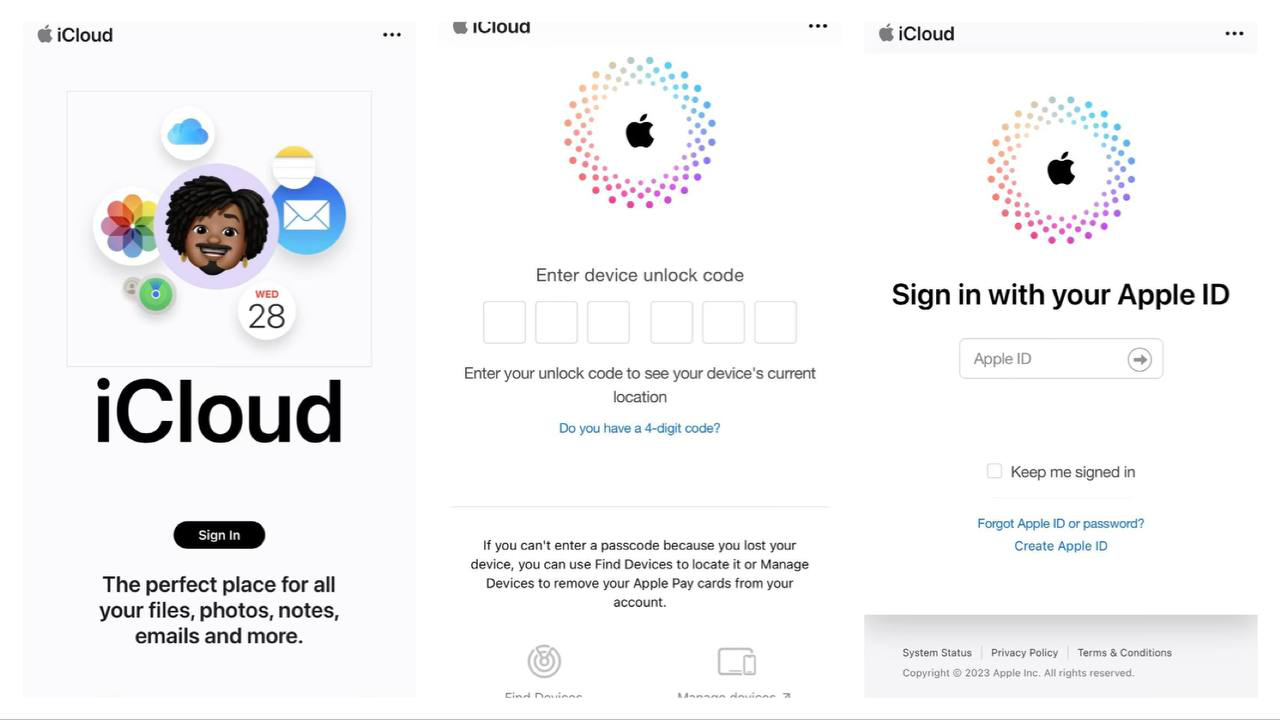 iCloud
WED
28
iCloud
Sign In
The perfect place for all
your files, photos, notes,
emails and more.
iCloud
Enter device unlock code
Enter your unlock code to see your device's current
location
Do you have a 4-digit code?
If you can't enter a passcode because you lost your
device, you can use Find Devices to locate it or Manage
Devices to remove your Apple Pay cards from your
account.
Find Devices
Manage devices ↗
iCloud
Sign in with your Apple ID
Apple ID
Keep me signed in
Forgot Apple ID or password?
Create Apple ID
System Status | Privacy Policy | Terms & Conditions
Copyright © 2023 Apple Inc. All rights reserved.